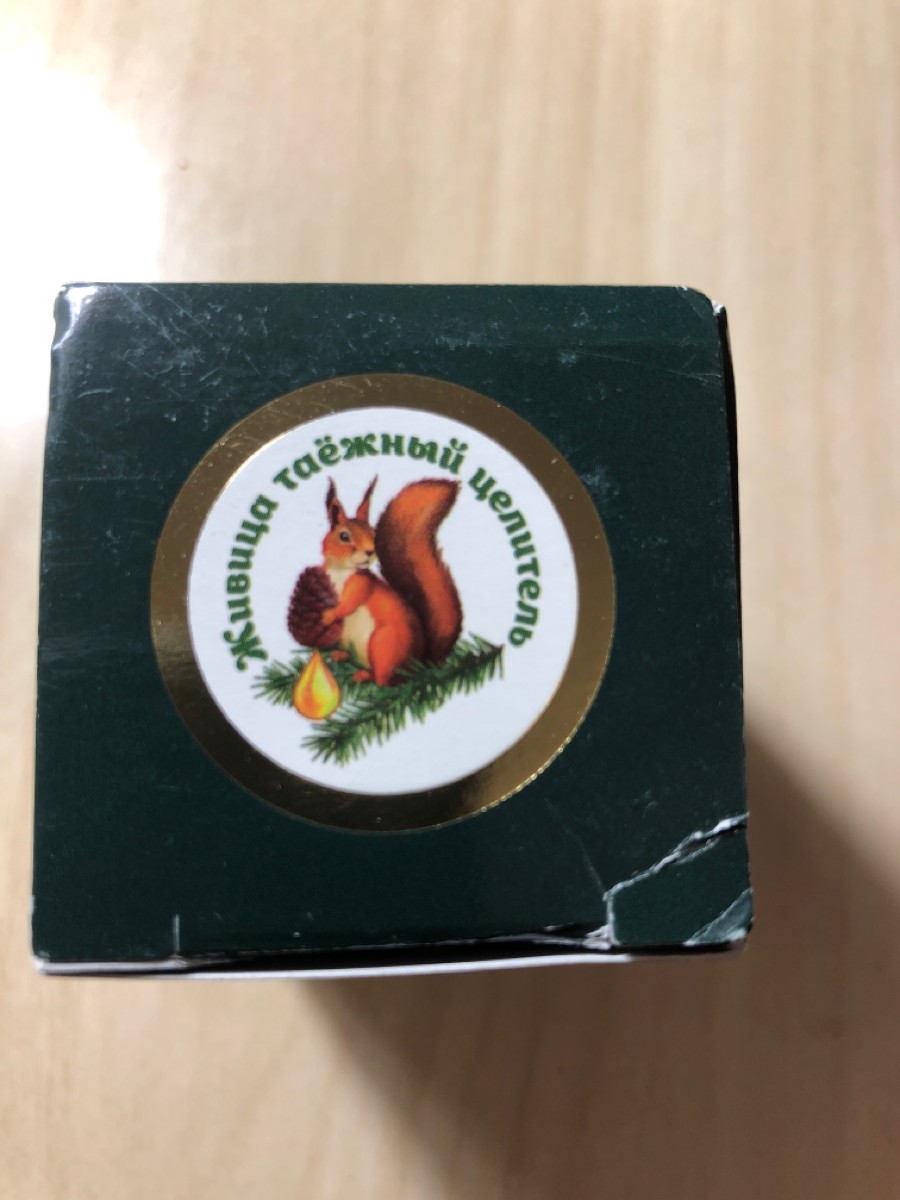 Живица таёжный целитель